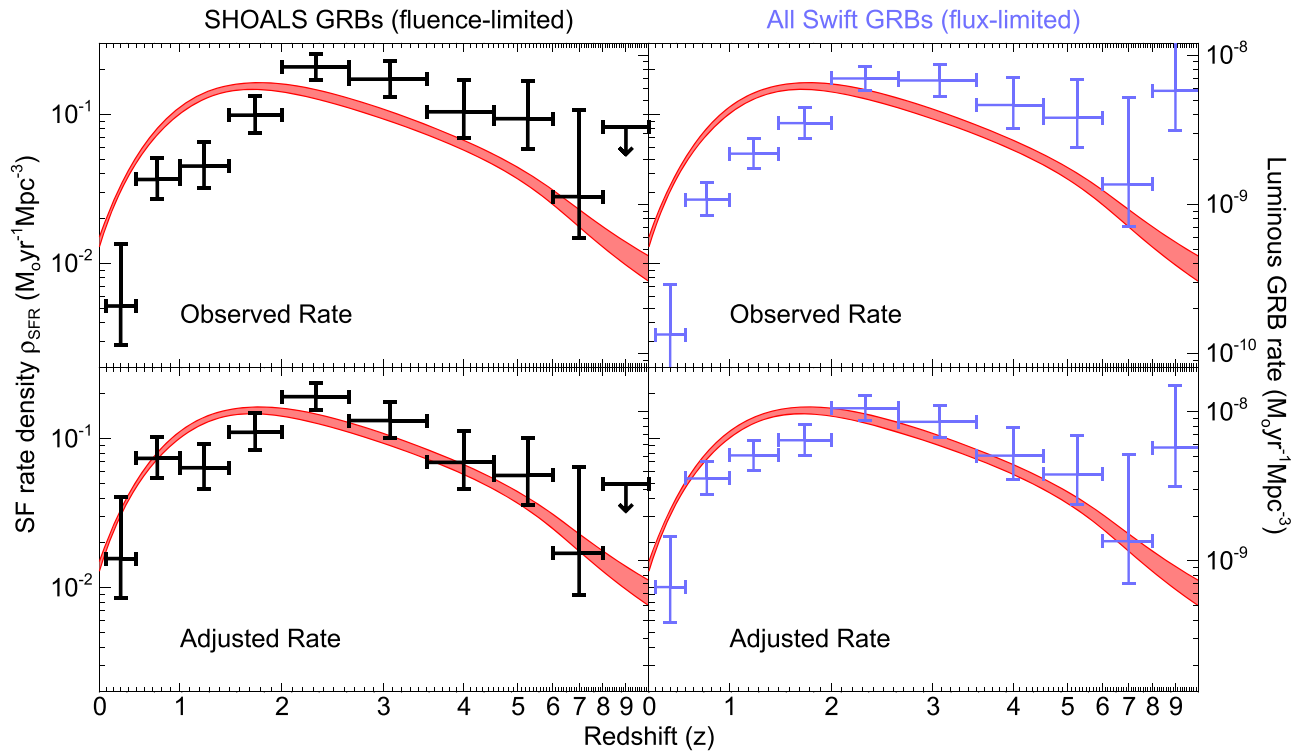 SHOALS GRBs (fluence-limited)
All Swift GRBs (flux-limited)
10⁻¹
10⁻²
Observed Rate
Observed Rate
10⁻⁸
10⁻⁹
10⁻¹⁰
SF rate density ρSFR (Moyr⁻¹Mpc⁻³)
Luminous GRB rate (Moyr⁻¹Mpc⁻³)
10⁻¹
10⁻²
Adjusted Rate
Adjusted Rate
10⁻⁸
10⁻⁹
0 1 2 3 4 5 6 7 8 9 0 1 2 3 4 5 6 7 8 9
Redshift (z)